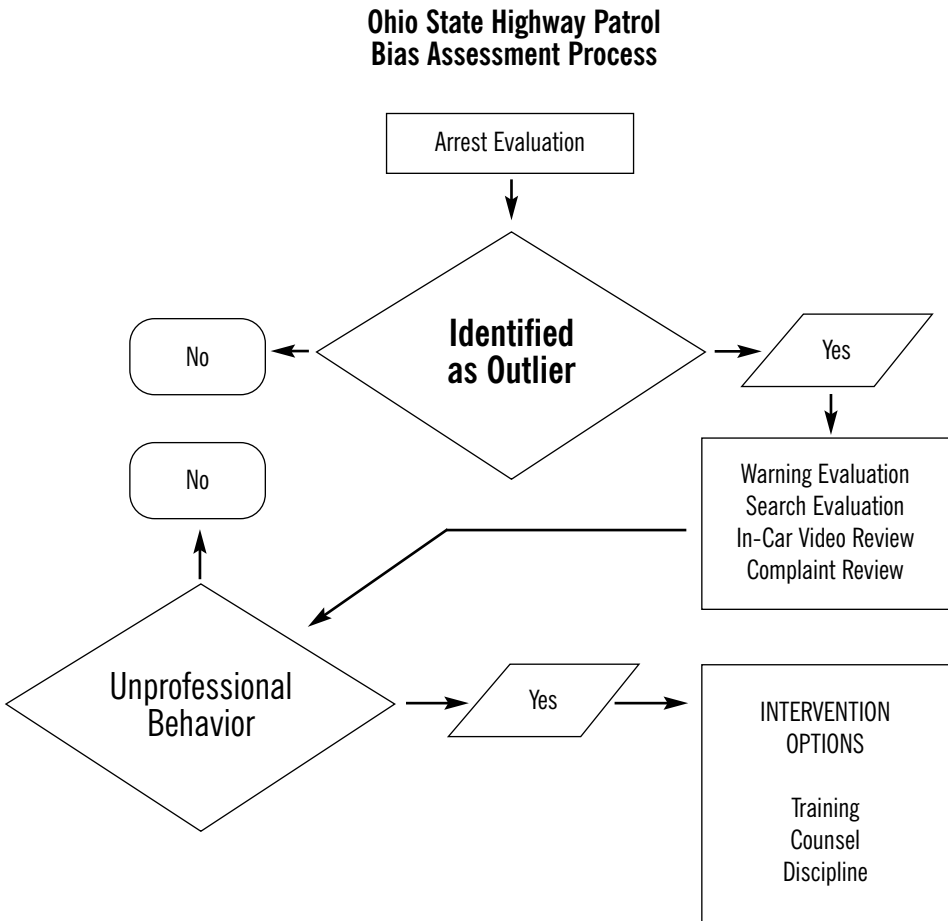 Ohio State Highway Patrol
Bias Assessment Process
Arrest Evaluation
Identified
as Outlier
No
Yes
Warning Evaluation
Search Evaluation
In-Car Video Review
Complaint Review
No
Unprofessional
Behavior
Yes
INTERVENTION
OPTIONS
Training
Counsel
Discipline